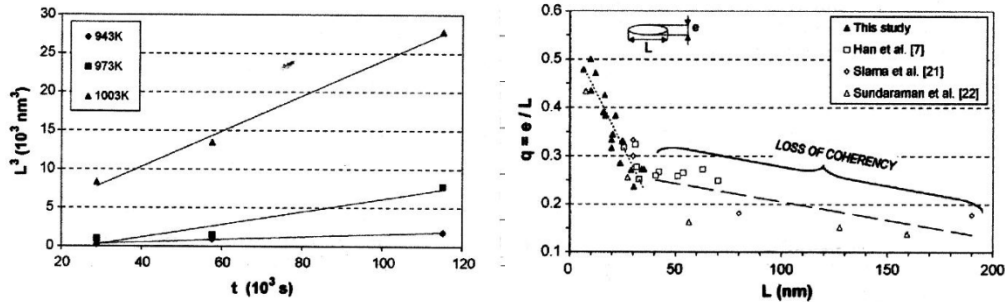 30
25
20
15
10
5
0
20
40
60
80
100
120
L³ (10³ nm³)
t (10³ s)
943K
973K
1003K
0.6
0.5
0.4
0.3
0.2
0.1
0
50
100
150
200
q = e / L
L (nm)
e
L
This study
Han et al. [7]
Slama et al. [21]
Sundaraman et al. [22]
LOSS OF COHERENCY